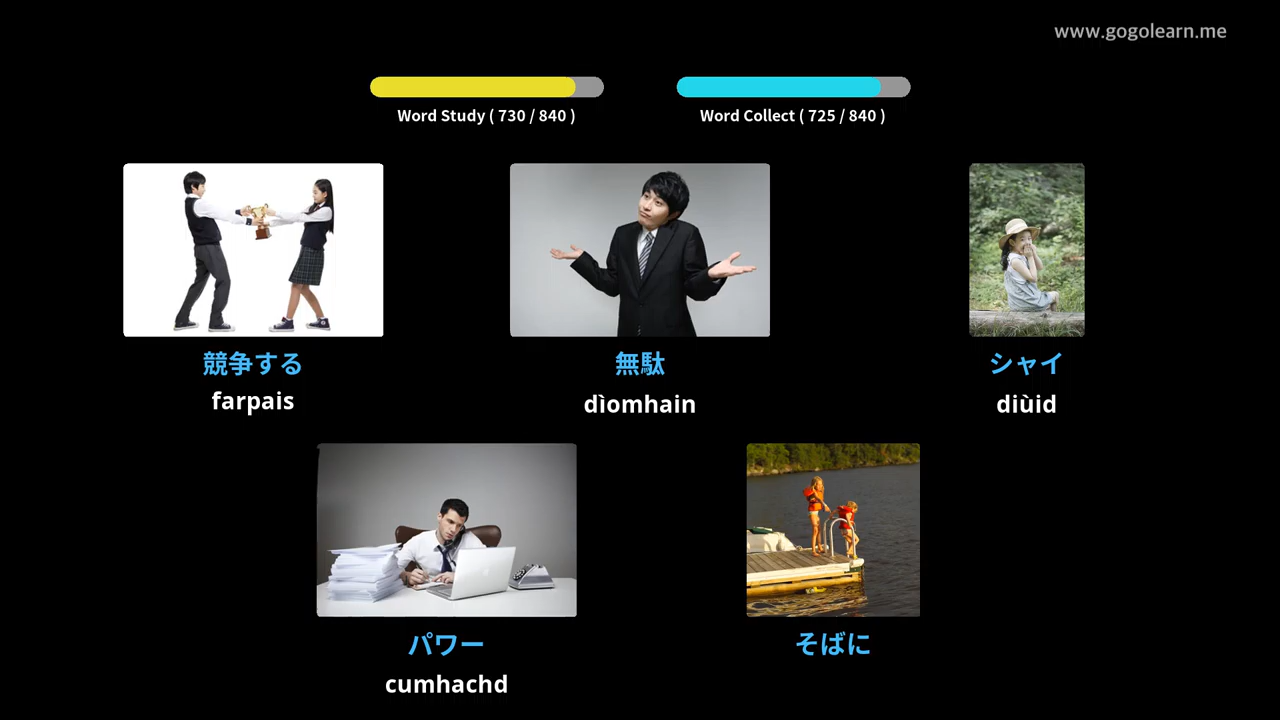 www.gogolearn.me
Word Study ( 730 / 840 )
Word Collect ( 725 / 840 )
競争する
farpais
無駄
dìomhain
シャイ
diùid
パワー
cumhachd
そばに